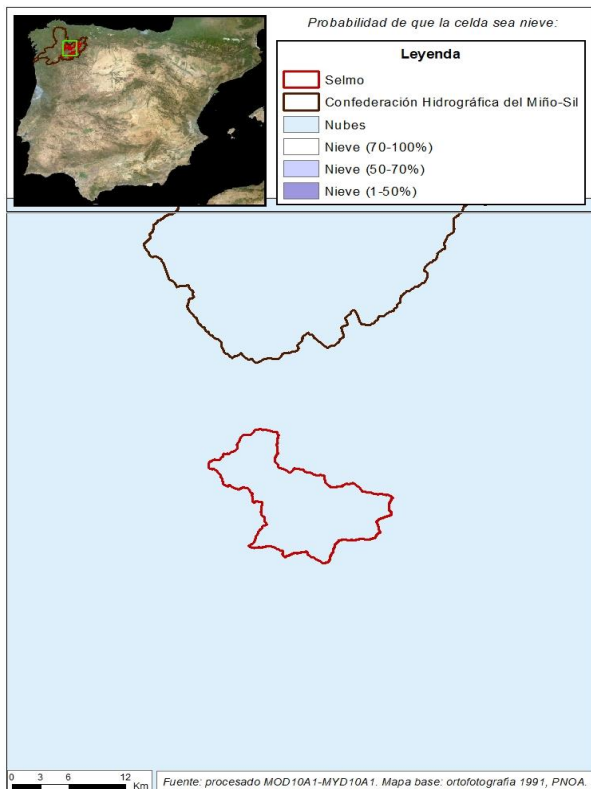 Probabilidad de que la celda sea nieve:
Leyenda
Selmo
Confederación Hidrográfica del Miño-Sil
Nubes
Nieve (70-100%)
Nieve (50-70%)
Nieve (1-50%)
0 3 6 12
Km
Fuente: procesado MOD10A1-MYD10A1. Mapa base: ortofotografía 1991, PNOA.